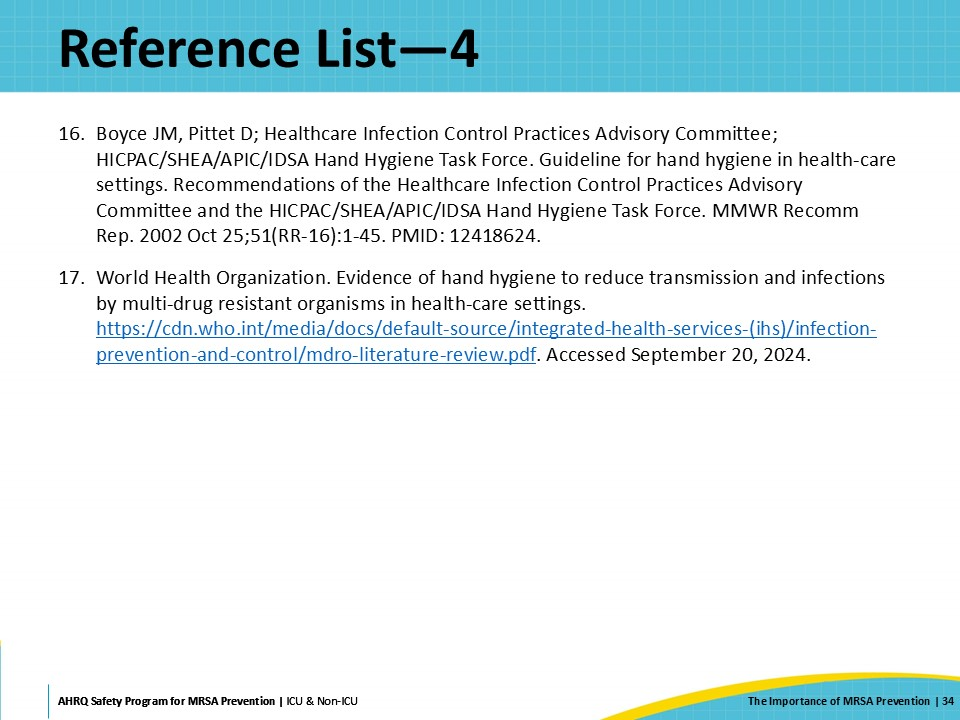 Reference List—4
16. Boyce JM, Pittet D; Healthcare Infection Control Practices Advisory Committee;
HICPAC/SHEA/APIC/IDSA Hand Hygiene Task Force. Guideline for hand hygiene in health-care
settings. Recommendations of the Healthcare Infection Control Practices Advisory
Committee and the HICPAC/SHEA/APIC/IDSA Hand Hygiene Task Force. MMWR Recomm
Rep. 2002 Oct 25;51(RR-16):1-45. PMID: 12418624.
17. World Health Organization. Evidence of hand hygiene to reduce transmission and infections
by multi-drug resistant organisms in health-care settings.
https://cdn.who.int/media/docs/default-source/integrated-health-services-(ihs)/infection-
prevention-and-control/mdro-literature-review.pdf. Accessed September 20, 2024.
AHRQ Safety Program for MRSA Prevention | ICU & Non-ICU
The Importance of MRSA Prevention | 34